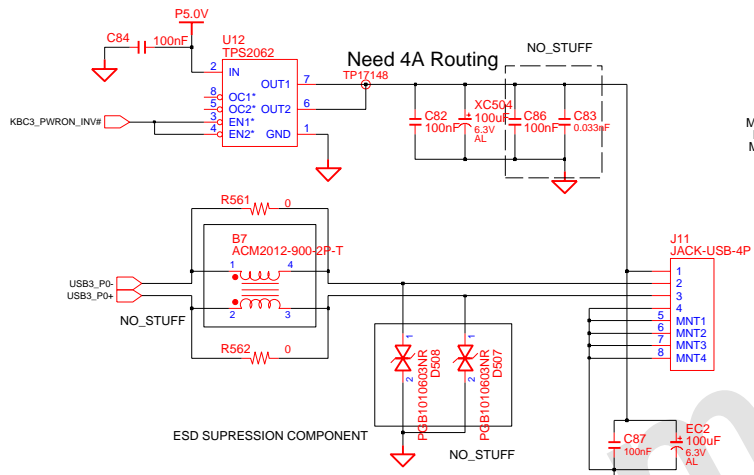 P5.0V
C84
100nF
U12
TPS2062
2
IN
OUT1
7
8
OC1*
5
OC2*
OUT2
6
KBC3_PWRON_INV#
3
EN1*
4
EN2*
GND
1
Need 4A Routing
TP17148
NO_STUFF
C82
100nF
XC504
100uF
6.3V
AL
C86
100nF
C83
0.033nF
M
M
R561
0
B7
ACM2012-900-2P-T
1
4
2
3
USB3_P0-
USB3_P0+
NO_STUFF
R562
0
1
2
PGB1010603NR
D508
1
2
PGB1010603NR
D507
ESD SUPRESSION COMPONENT
NO_STUFF
J11
JACK-USB-4P
1
2
3
4
5
MNT1
6
MNT2
7
MNT3
8
MNT4
C87
100nF
EC2
100uF
6.3V
AL